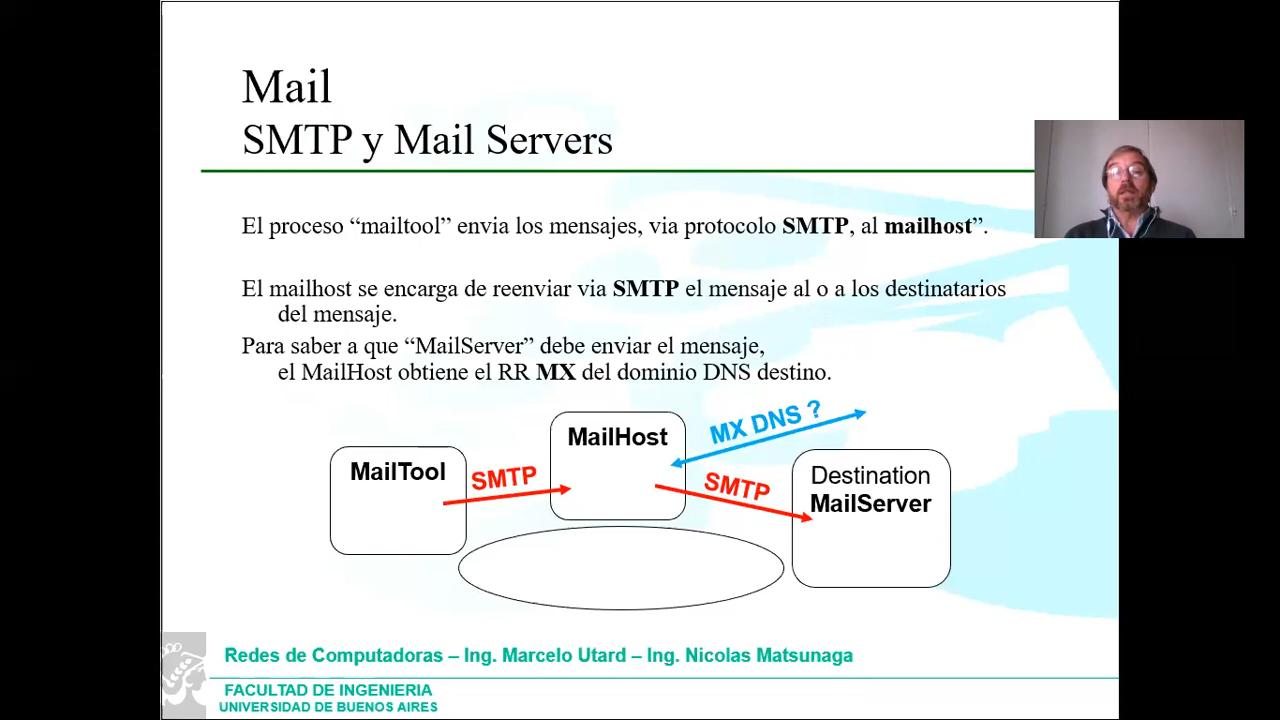 Mail
SMTP y Mail Servers
El proceso “mailtool” envia los mensajes, via protocolo SMTP, al mailhost”.
El mailhost se encarga de reenviar via SMTP el mensaje al o a los destinatarios
del mensaje.
Para saber a que “MailServer” debe enviar el mensaje,
el MailHost obtiene el RR MX del dominio DNS destino.
MX DNS ?
MailHost
MailTool
SMTP
SMTP
Destination
MailServer
Redes de Computadoras – Ing. Marcelo Utard – Ing. Nicolas Matsunaga
FACULTAD DE INGENIERIA
UNIVERSIDAD DE BUENOS AIRES